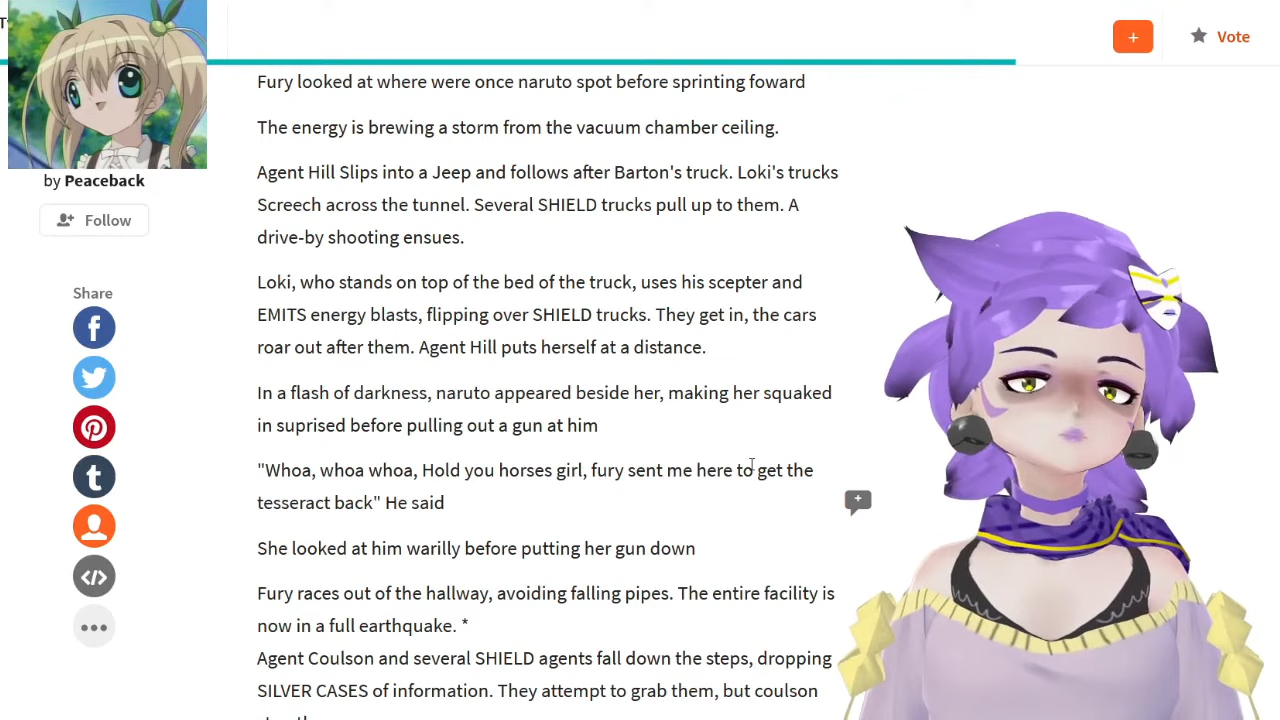 T
+
Vote
Fury looked at where were once naruto spot before sprinting foward
The energy is brewing a storm from the vacuum chamber ceiling.
Agent Hill Slips into a Jeep and follows after Barton's truck. Loki's trucks
Screech across the tunnel. Several SHIELD trucks pull up to them. A
drive-by shooting ensues.
by Peaceback
Follow
Share
Loki, who stands on top of the bed of the truck, uses his scepter and
EMITS energy blasts, flipping over SHIELD trucks. They get in, the cars
roar out after them. Agent Hill puts herself at a distance.
In a flash of darkness, naruto appeared beside her, making her squaked
in suprised before pulling out a gun at him
"Whoa, whoa whoa, Hold you horses girl, fury sent me here to get the
tesseract back" He said
+
She looked at him warilly before putting her gun down
Fury races out of the hallway, avoiding falling pipes. The entire facility is
now in a full earthquake. *
Agent Coulson and several SHIELD agents fall down the steps, dropping
SILVER CASES of information. They attempt to grab them, but coulson